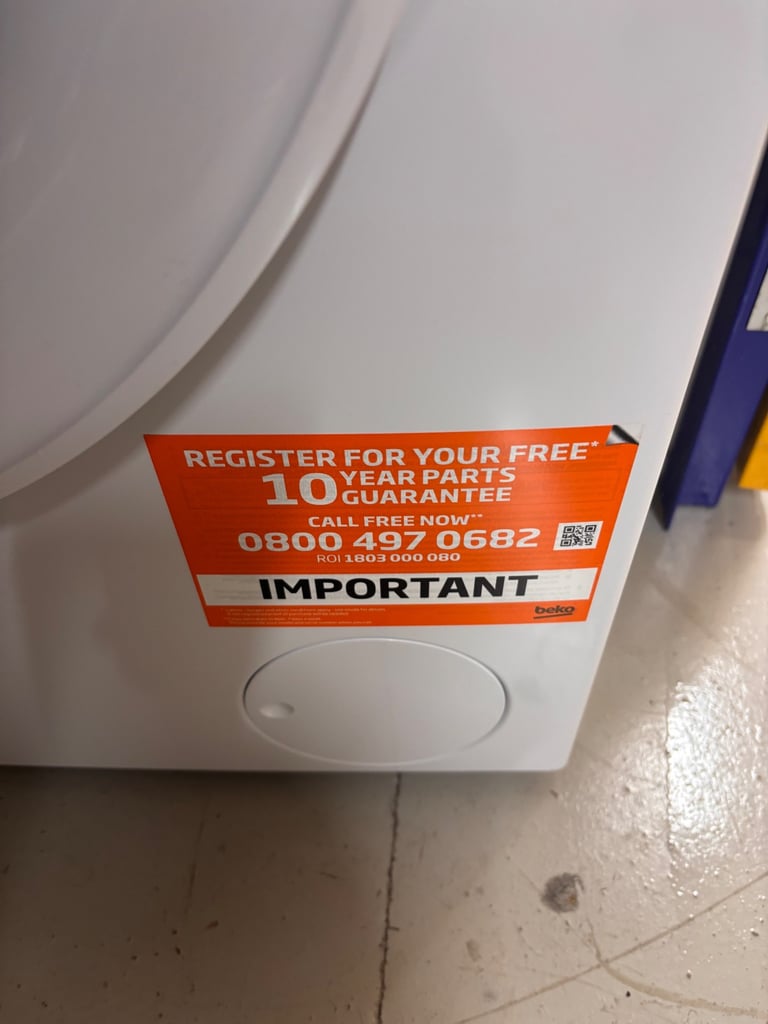 REGISTER FOR YOUR FREE*
10 YEAR PARTS
GUARANTEE
CALL FREE NOW**
0800 497 0682
ROI 1803 000 080
IMPORTANT
beko